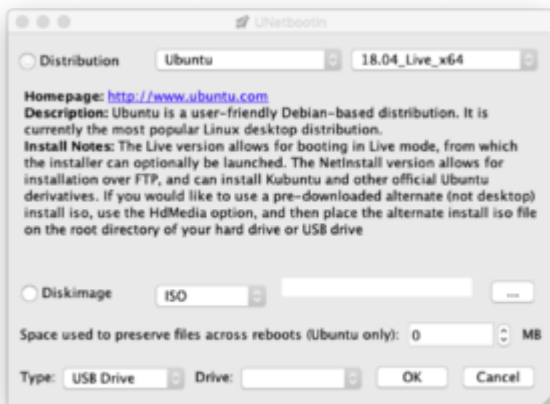 UNetbootin
Distribution Ubuntu 18.04_Live_x64
Homepage: http://www.ubuntu.com
Description: Ubuntu is a user-friendly Debian-based distribution. It is
currently the most popular Linux desktop distribution.
Install Notes: The Live version allows for booting in Live mode, from which
the installer can optionally be launched. The NetInstall version allows for
installation over FTP, and can install Kubuntu and other official Ubuntu
derivatives. If you would like to use a pre-downloaded alternate (not desktop)
install iso, use the HdMedia option, and then place the alternate install iso file
on the root directory of your hard drive or USB drive
Diskimage ISO ...
Space used to preserve files across reboots (Ubuntu only): 0 MB
Type: USB Drive Drive: OK Cancel